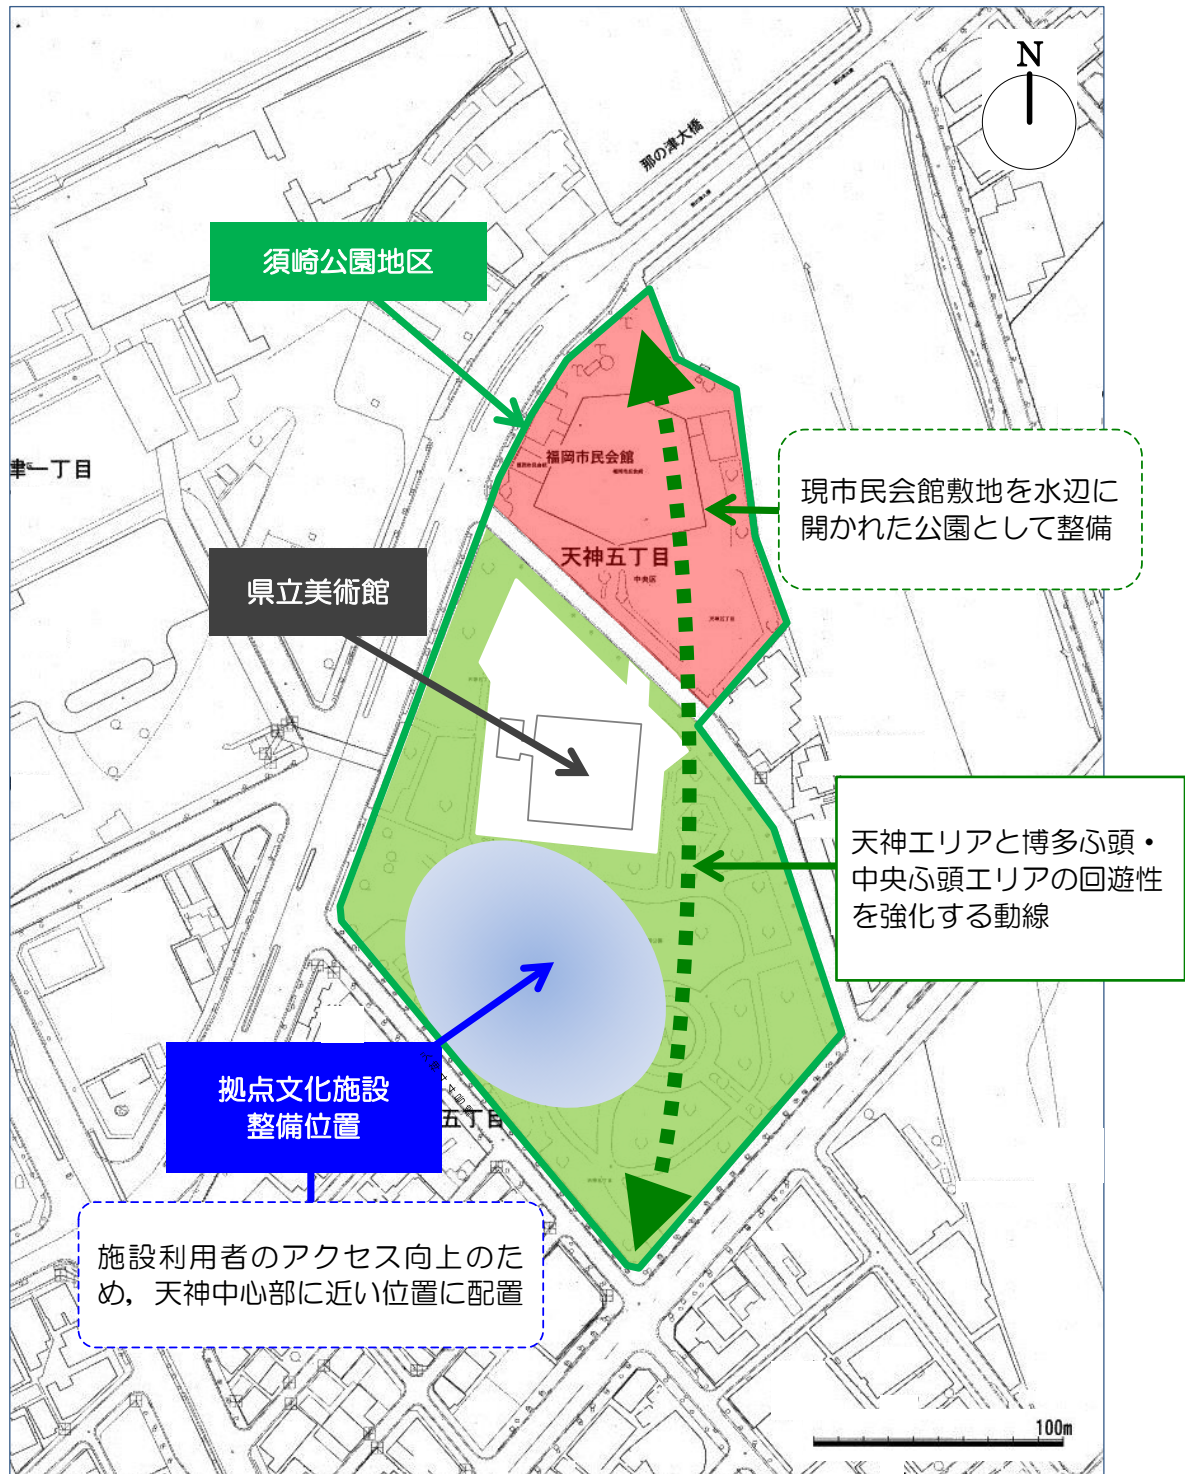 N
那の津大橋
須崎公園地区
津一丁目
福岡市民会館
現市民会館敷地を水辺に
開かれた公園として整備
天神五丁目
中央区
県立美術館
天神エリアと博多ふ頭・
中央ふ頭エリアの回遊性
を強化する動線
拠点文化施設
整備位置
五丁目
施設利用者のアクセス向上のた
め，天神中心部に近い位置に配置
100m